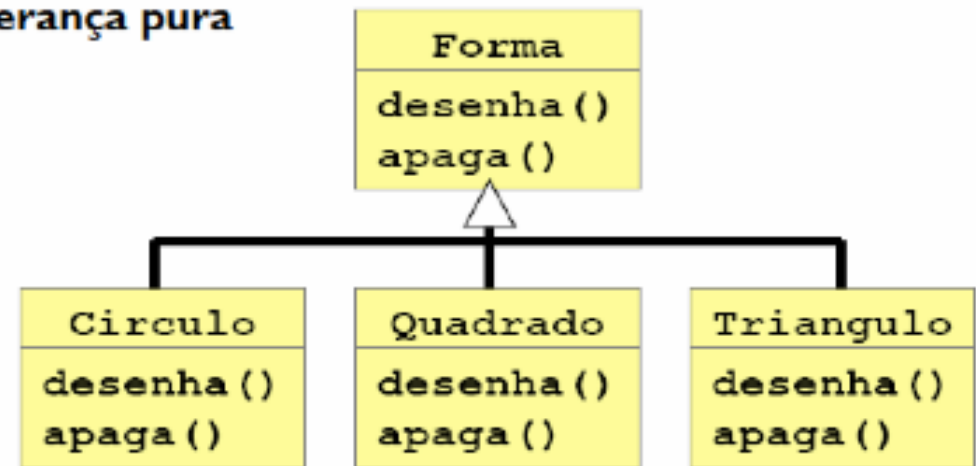 erança pura
Forma
desenha()
apaga()
Circulo
desenha()
apaga()
Quadrado
desenha()
apaga()
Triangulo
desenha()
apaga()